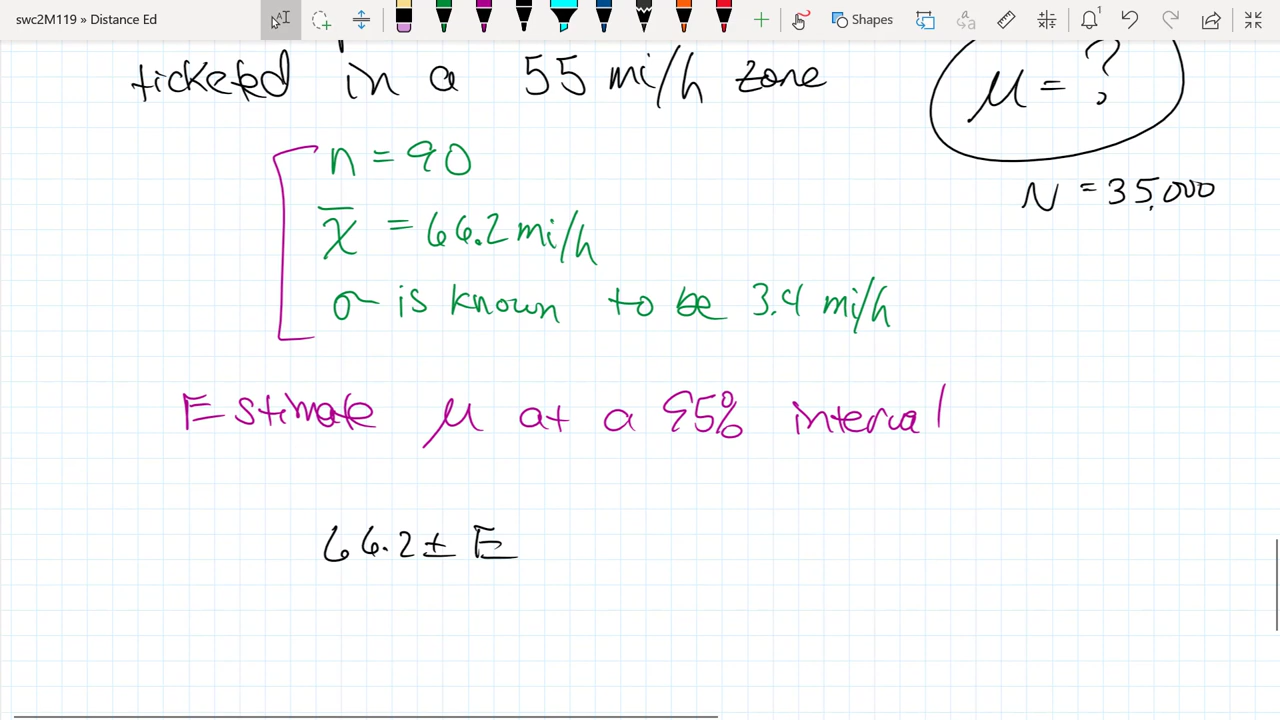 swc2M119 » Distance Ed
Shapes
ticketed in a 55 mi/h zone
μ = ?
n = 90
N = 35,000
x̄ = 66.2 mi/h
σ is known to be 3.4 mi/h
Estimate μ at a 95% interval
66.2 ± E